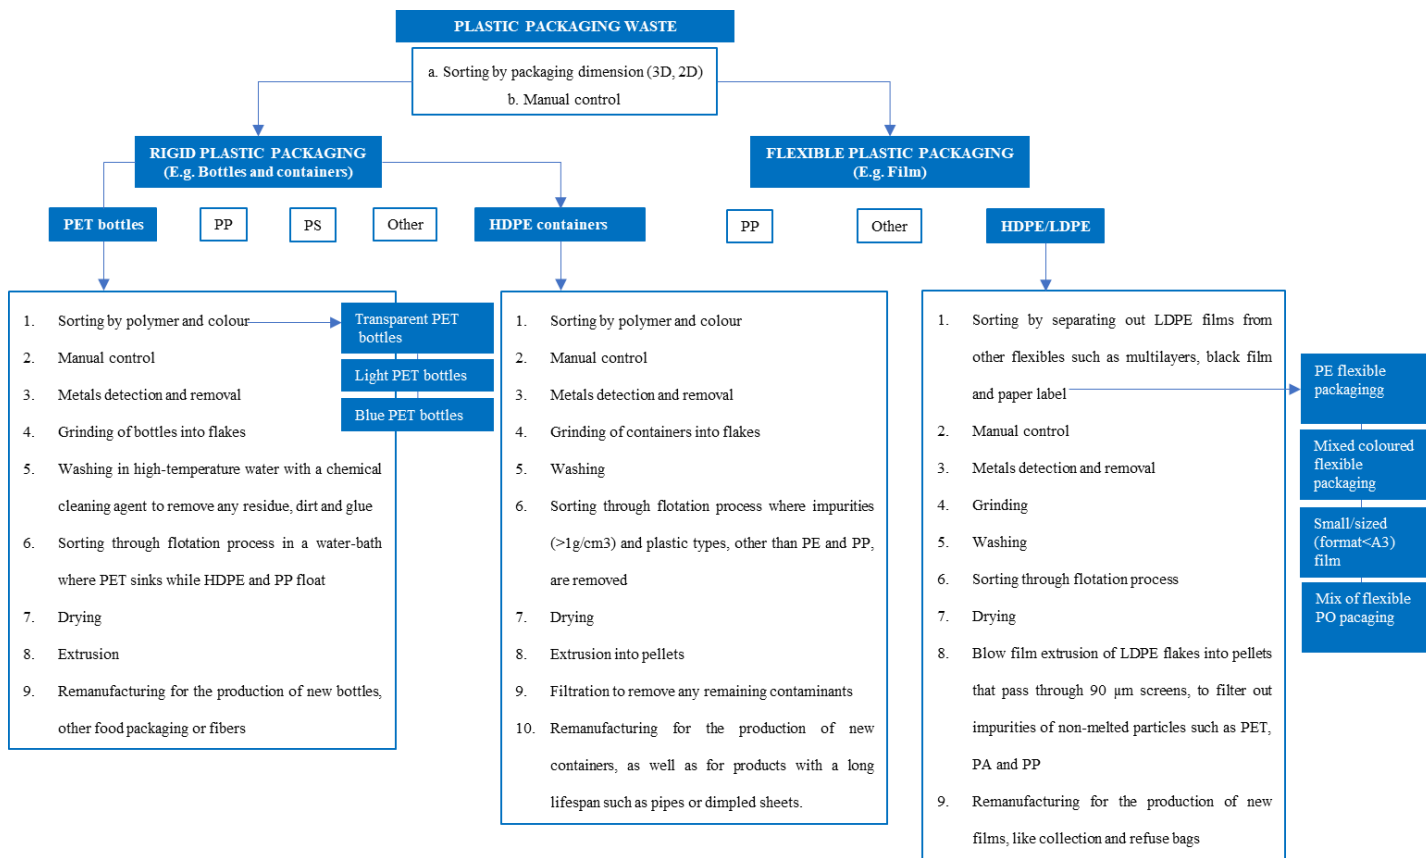 PLASTIC PACKAGING WASTE
a. Sorting by packaging dimension (3D, 2D)
b. Manual control
RIGID PLASTIC PACKAGING
(E.g. Bottles and containers)
FLEXIBLE PLASTIC PACKAGING
(E.g. Film)
PET bottles
PP
PS
Other
HDPE containers
PP
Other
HDPE/LDPE
1. Sorting by polymer and colour
2. Manual control
3. Metals detection and removal
4. Grinding of bottles into flakes
5. Washing in high-temperature water with a chemical
cleaning agent to remove any residue, dirt and glue
6. Sorting through flotation process in a water-bath
where PET sinks while HDPE and PP float
7. Drying
8. Extrusion
9. Remanufacturing for the production of new bottles,
other food packaging or fibers
Transparent PET
bottles
Light PET bottles
Blue PET bottles
1. Sorting by polymer and colour
2. Manual control
3. Metals detection and removal
4. Grinding of containers into flakes
5. Washing
6. Sorting through flotation process where impurities
(>1g/cm3) and plastic types, other than PE and PP,
are removed
7. Drying
8. Extrusion into pellets
9. Filtration to remove any remaining contaminants
10. Remanufacturing for the production of new
containers, as well as for products with a long
lifespan such as pipes or dimpled sheets.
1. Sorting by separating out LDPE films from
other flexibles such as multilayers, black film
and paper label
2. Manual control
3. Metals detection and removal
4. Grinding
5. Washing
6. Sorting through flotation process
7. Drying
8. Blow film extrusion of LDPE flakes into pellets
that pass through 90 μm screens, to filter out
impurities of non-melted particles such as PET,
PA and PP
9. Remanufacturing for the production of new
films, like collection and refuse bags
PE flexible
packagingg
Mixed coloured
flexible
packaging
Small/sized
(format<A3)
film
Mix of flexible
PO pacaging